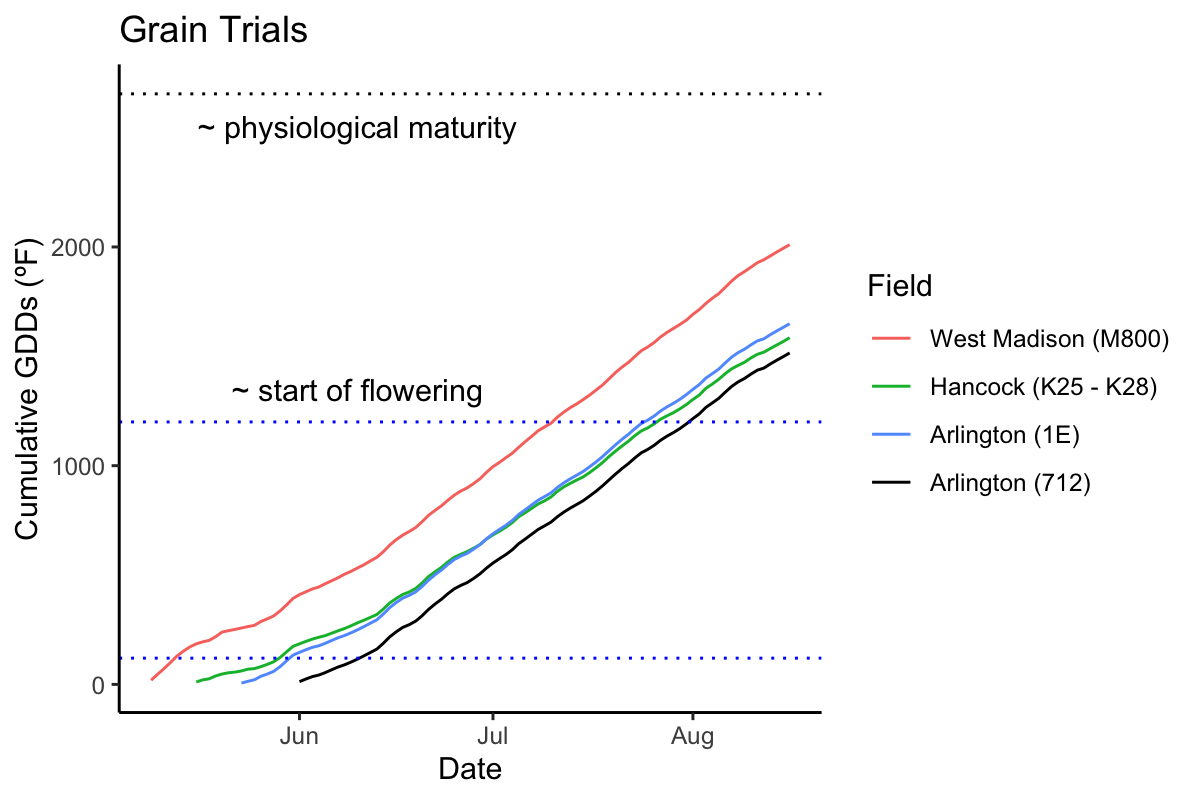 Grain Trials
~ physiological maturity
2000
Cumulative GDDs (ºF)
Field
West Madison (M800)
~ start of flowering
Hancock (K25 - K28)
Arlington (1E)
1000
Arlington (712)
0
Jun
Jul
Aug
Date